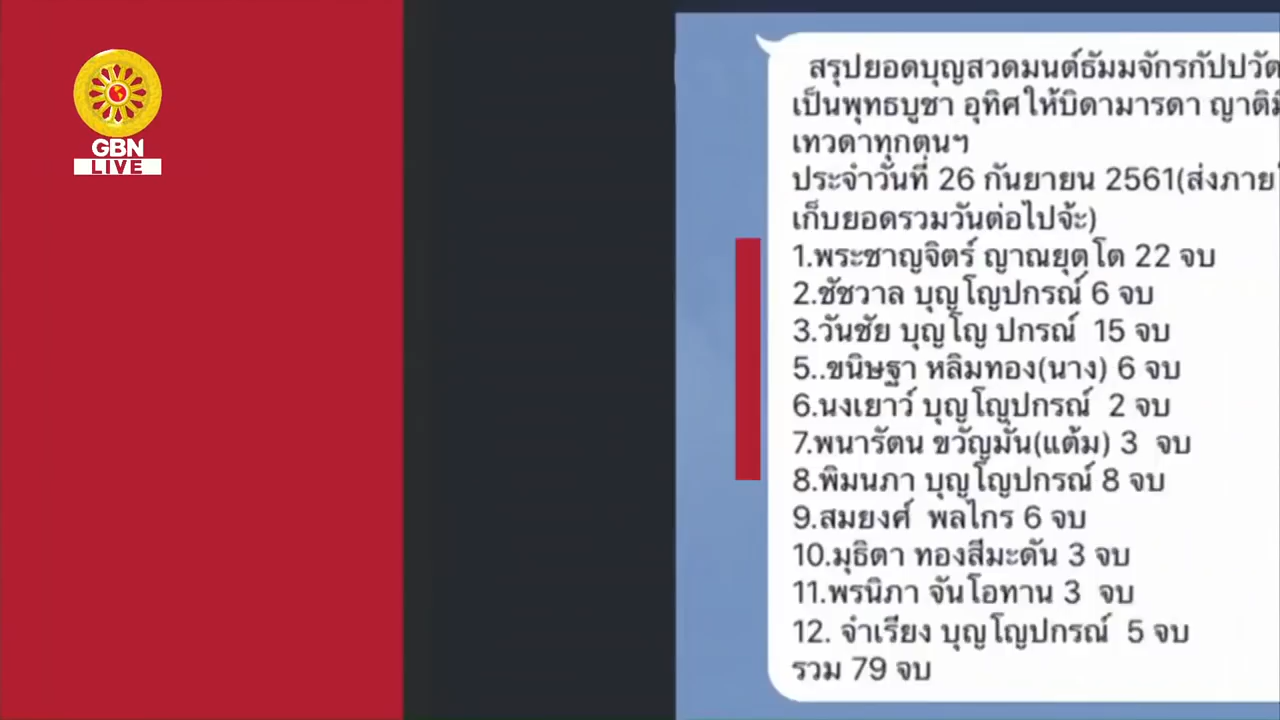 GBN
LIVE
สรุปยอดบุญสวดมนต์ธัมมจักรกัปปวัต
เป็นพุทธบูชา อุทิศให้บิดามารดา ญาติมิ
เทวดาทุกตนฯ
ประจำวันที่ 26 กันยายน 2561(ส่งภายใ
เก็บยอดรวมวันต่อไปจ้ะ)
1.พระชาญจิตร์ ญาณยุตฺโต 22 จบ
2.ชัชวาล บุญโญปกรณ์ 6 จบ
3.วันชัย บุญโญ ปกรณ์  15 จบ
5..ขนิษฐา หลิมทอง(นาง) 6 จบ
6.นงเยาว์ บุญโญปกรณ์  2 จบ
7.พนารัตน ขวัญมั่น(แต้ม) 3  จบ
8.พิมนภา บุญโญปกรณ์ 8 จบ
9.สมยงศ์  พลไกร 6 จบ
10.มุธิตา ทองสีมะดัน 3 จบ
11.พรนิภา จันโอทาน 3  จบ
12. จำเรียง บุญโญปกรณ์  5 จบ
รวม 79 จบ